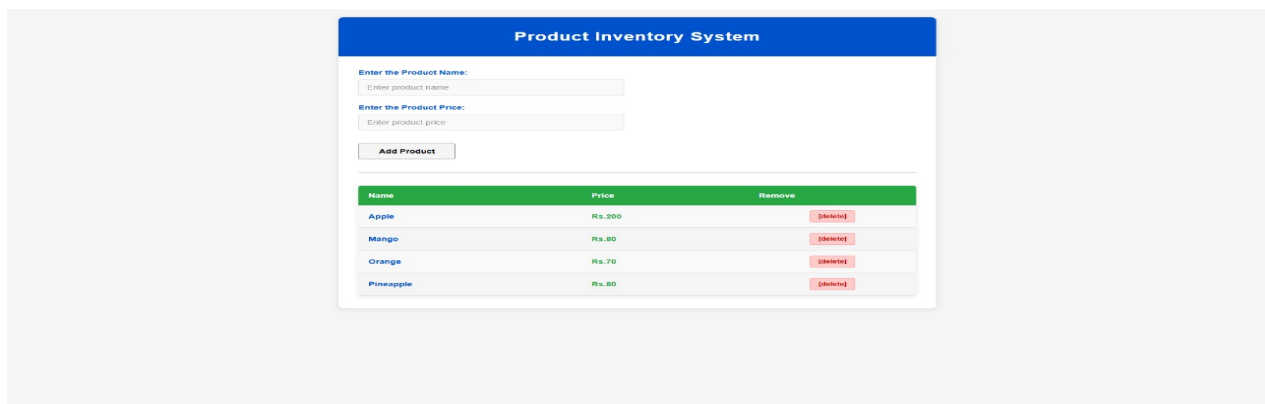 Product Inventory System
Enter the Product Name:
Enter product name
Enter the Product Price:
Enter product price
Add Product
Name Price Remove
Apple Rs.200 [delete]
Mango Rs.80 [delete]
Orange Rs.70 [delete]
Pineapple Rs.80 [delete]